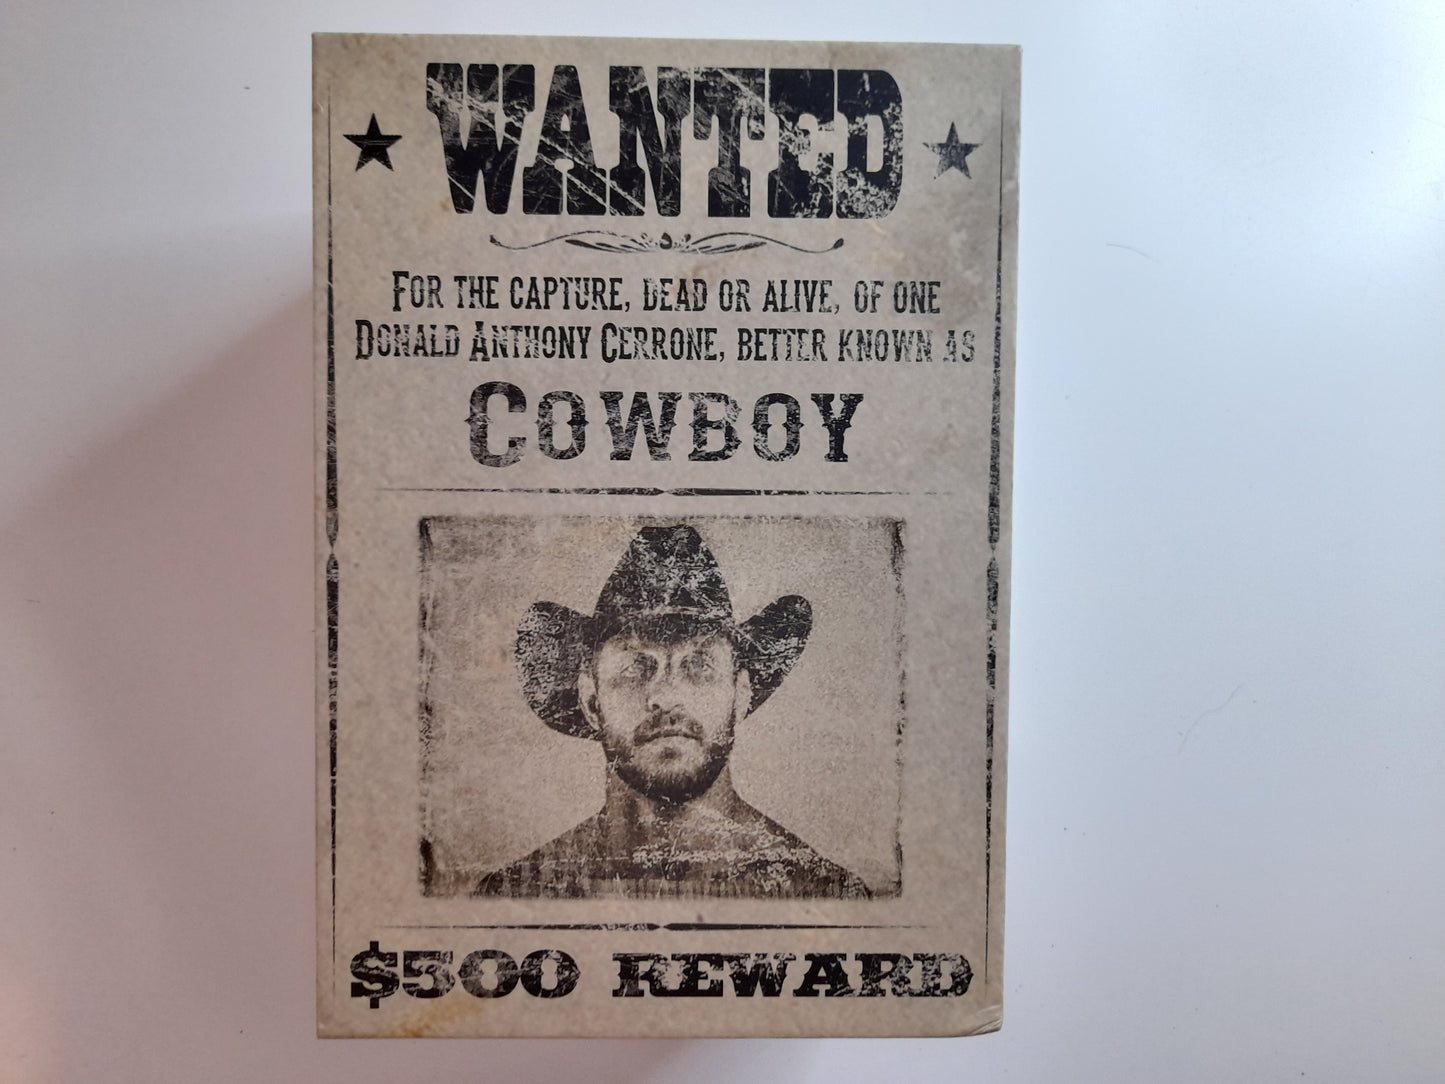 WANTED
FOR THE CAPTURE, DEAD OR ALIVE, OF ONE
DONALD ANTHONY CERRONE, BETTER KNOWN AS
COWBOY
$500 REWARD